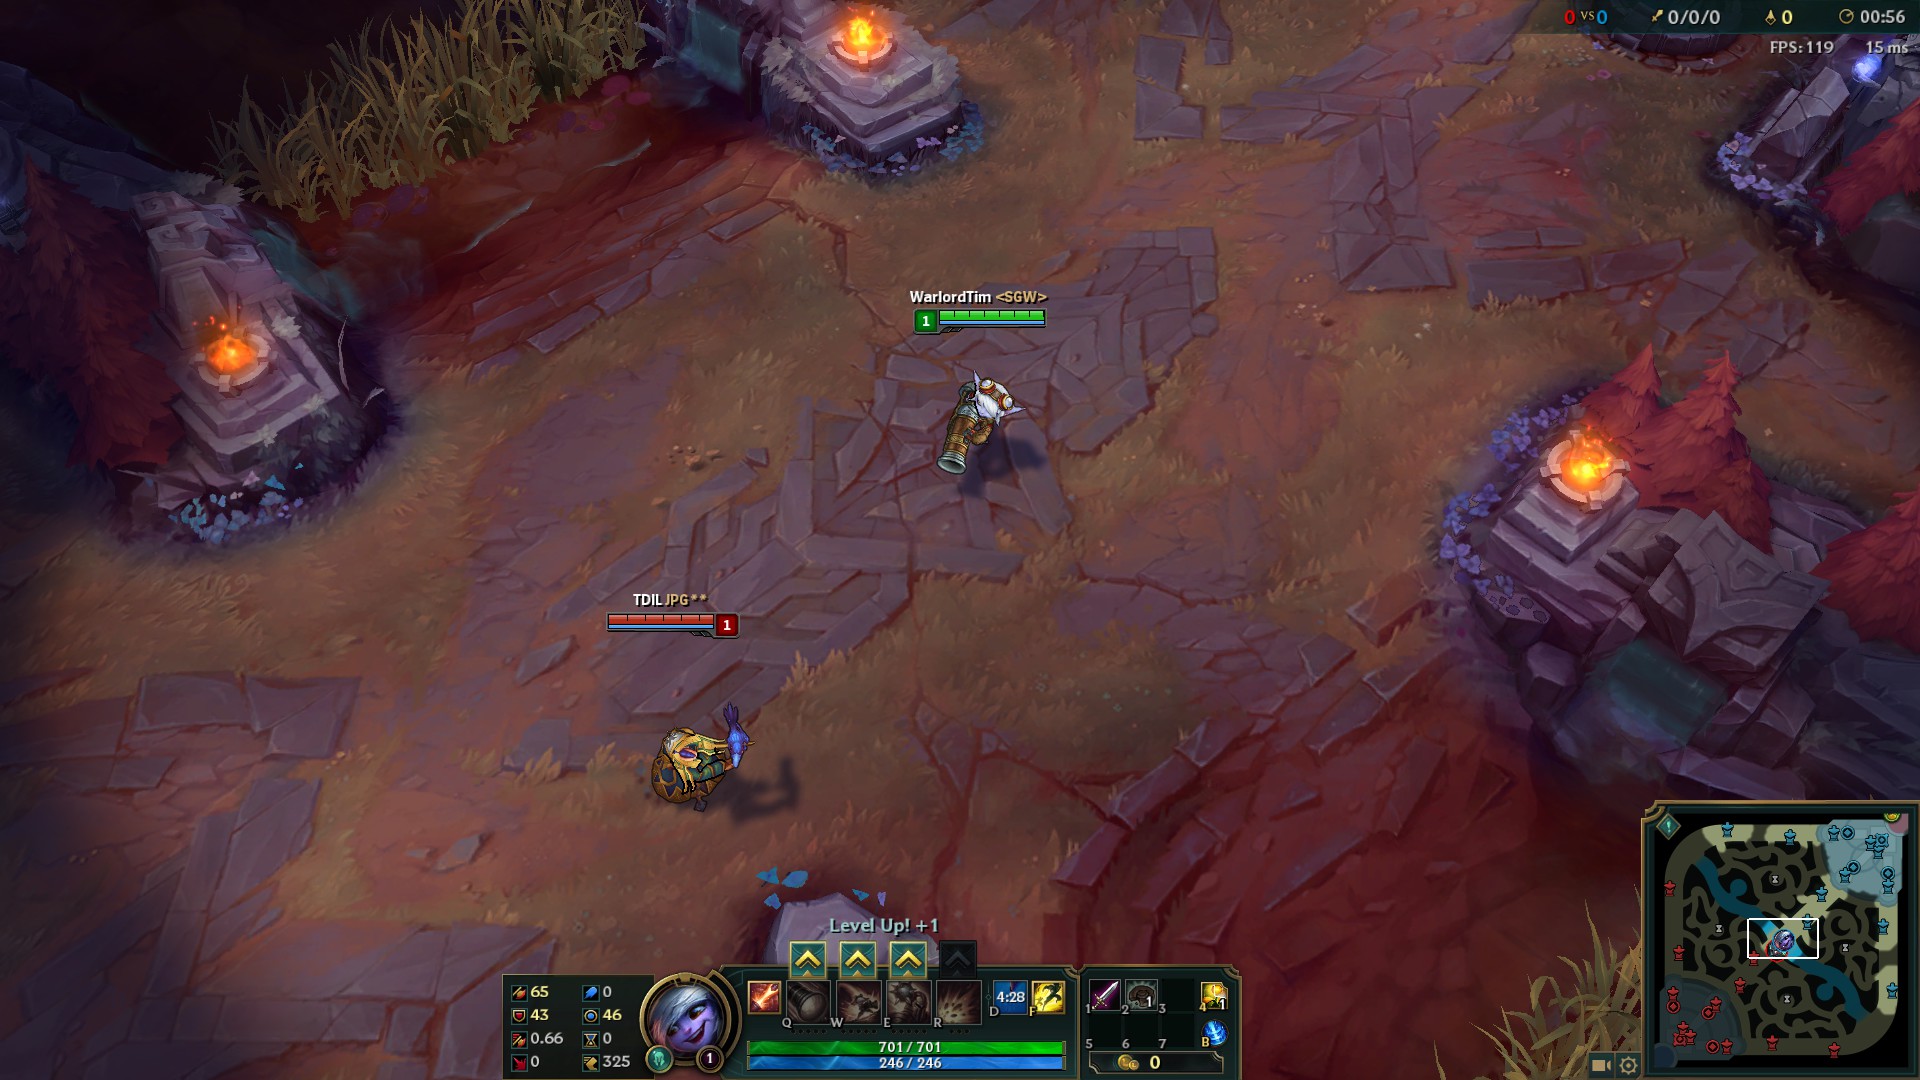 0 VS 0 0/0/0 0 00:56
FPS: 119 15 ms
WarlordTim <SGW>
1
TDIL JPG**
1
Level Up! +1
65 0
43 46
0.66 0
0 325
1
Q W E R
4:28
D F
1 2 1 3 4 1
5 6 7 B
701 / 701
246 / 246
0